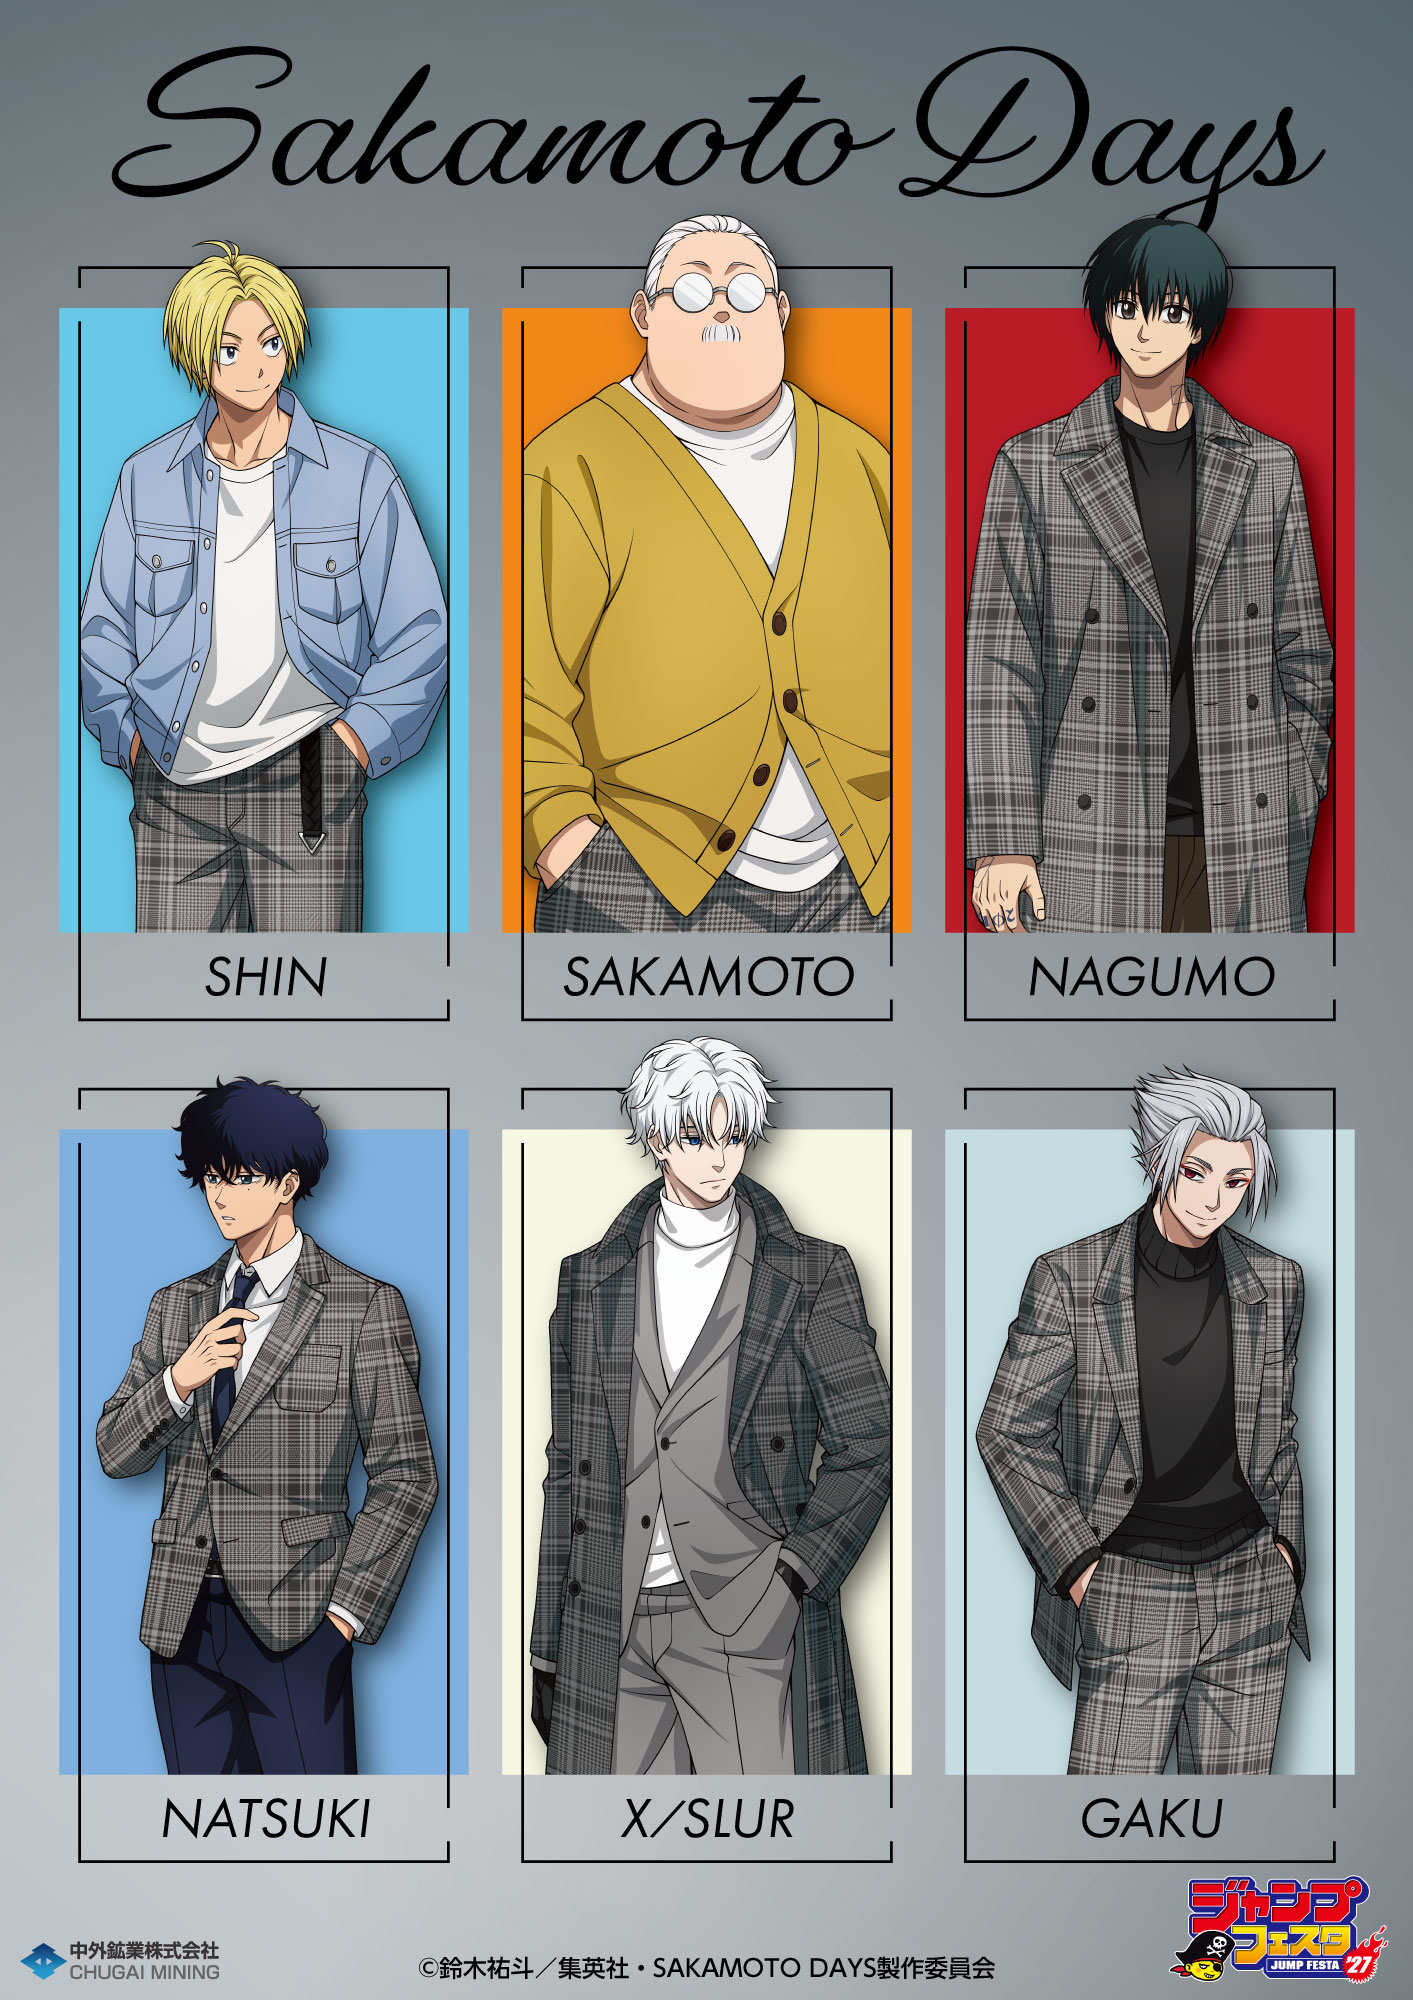 Sakamoto Days
SHIN
SAKAMOTO
NAGUMO
NATSUKI
X/SLUR
GAKU
中外鉱業株式会社
CHUGAI MINING
©鈴木祐斗／集英社・SAKAMOTO DAYS製作委員会
ジャンプ
フェスタ
JUMP FESTA
'27